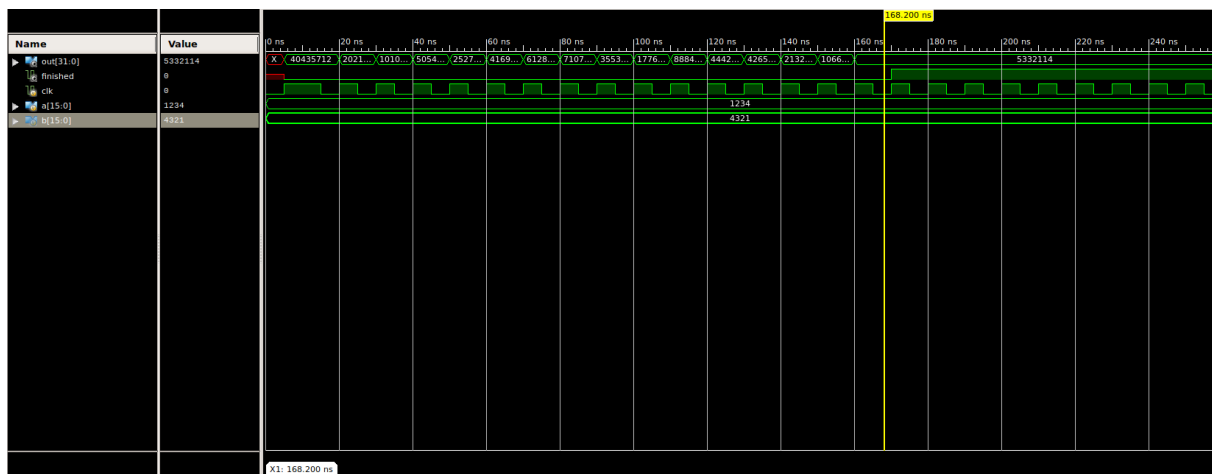 168.200 ns
Name Value
0 ns 20 ns 40 ns 60 ns 80 ns 100 ns 120 ns 140 ns 160 ns 180 ns 200 ns 220 ns 240 ns
out[31:0] 5332114 X 40435712 2021... 1010... 5054... 2527... 4169... 6128... 7107... 3553... 1776... 8884... 4442... 4265... 2132... 1066... 5332114
finished 0
clk 0
a[15:0] 1234 1234
b[15:0] 4321 4321
X1: 168.200 ns